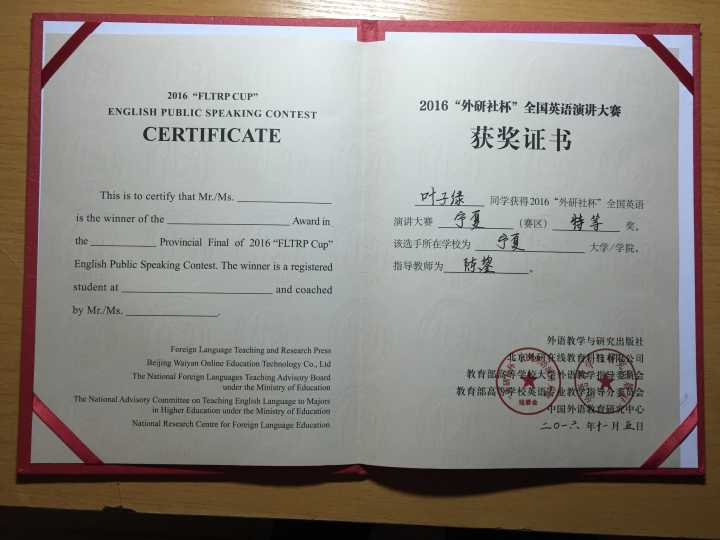 2016 “FLTRP CUP”
ENGLISH PUBLIC SPEAKING CONTEST
CERTIFICATE
This is to certify that Mr./Ms.
is the winner of the Award in
the Provincial Final of 2016 “FLTRP Cup”
English Public Speaking Contest. The winner is a registered
student at and coached
by Mr./Ms. .
Foreign Language Teaching and Research Press
Beijing Waiyan Online Education Technology Co., Ltd
The National Foreign Languages Teaching Advisory Board
under the Ministry of Education
The National Advisory Committee on Teaching English Language to Majors
in Higher Education under the Ministry of Education
National Research Centre for Foreign Language Education
2016“外研社杯”全国英语演讲大赛
获奖证书
叶子绿 同学获得2016“外研社杯”全国英语
演讲大赛 宁夏 （赛区） 特等 奖。
该选手所在学校为 宁夏 大学/学院，
指导教师为 陈鋆 。
外语教学与研究出版社
北京外研在线教育科技有限公司
教育部高等学校大学外语教学指导委员会
教育部高等学校英语专业教学指导分委员会
中国外语教育研究中心
二〇一六 年十一月 五日
组委会